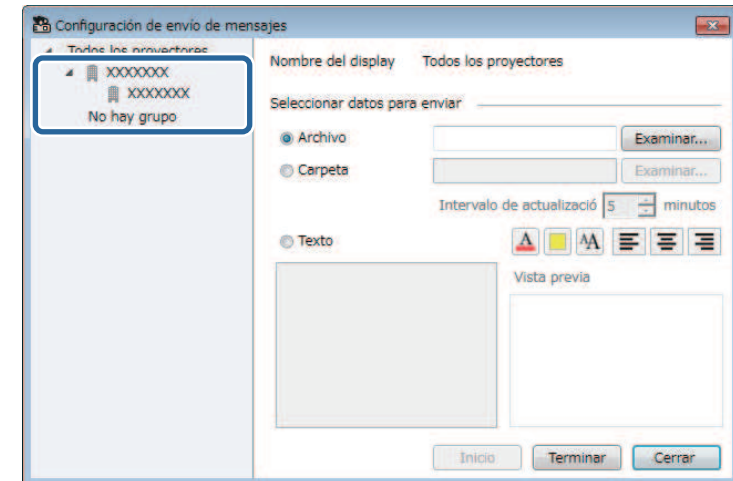 Configuración de envío de mensajes
Todos los proyectores
XXXXXXX
XXXXXXX
No hay grupo
Nombre del display Todos los proyectores
Seleccionar datos para enviar
Archivo Examinar...
Carpeta Examinar...
Intervalo de actualizació 5 minutos
Texto A AA
Vista previa
Inicio Terminar Cerrar